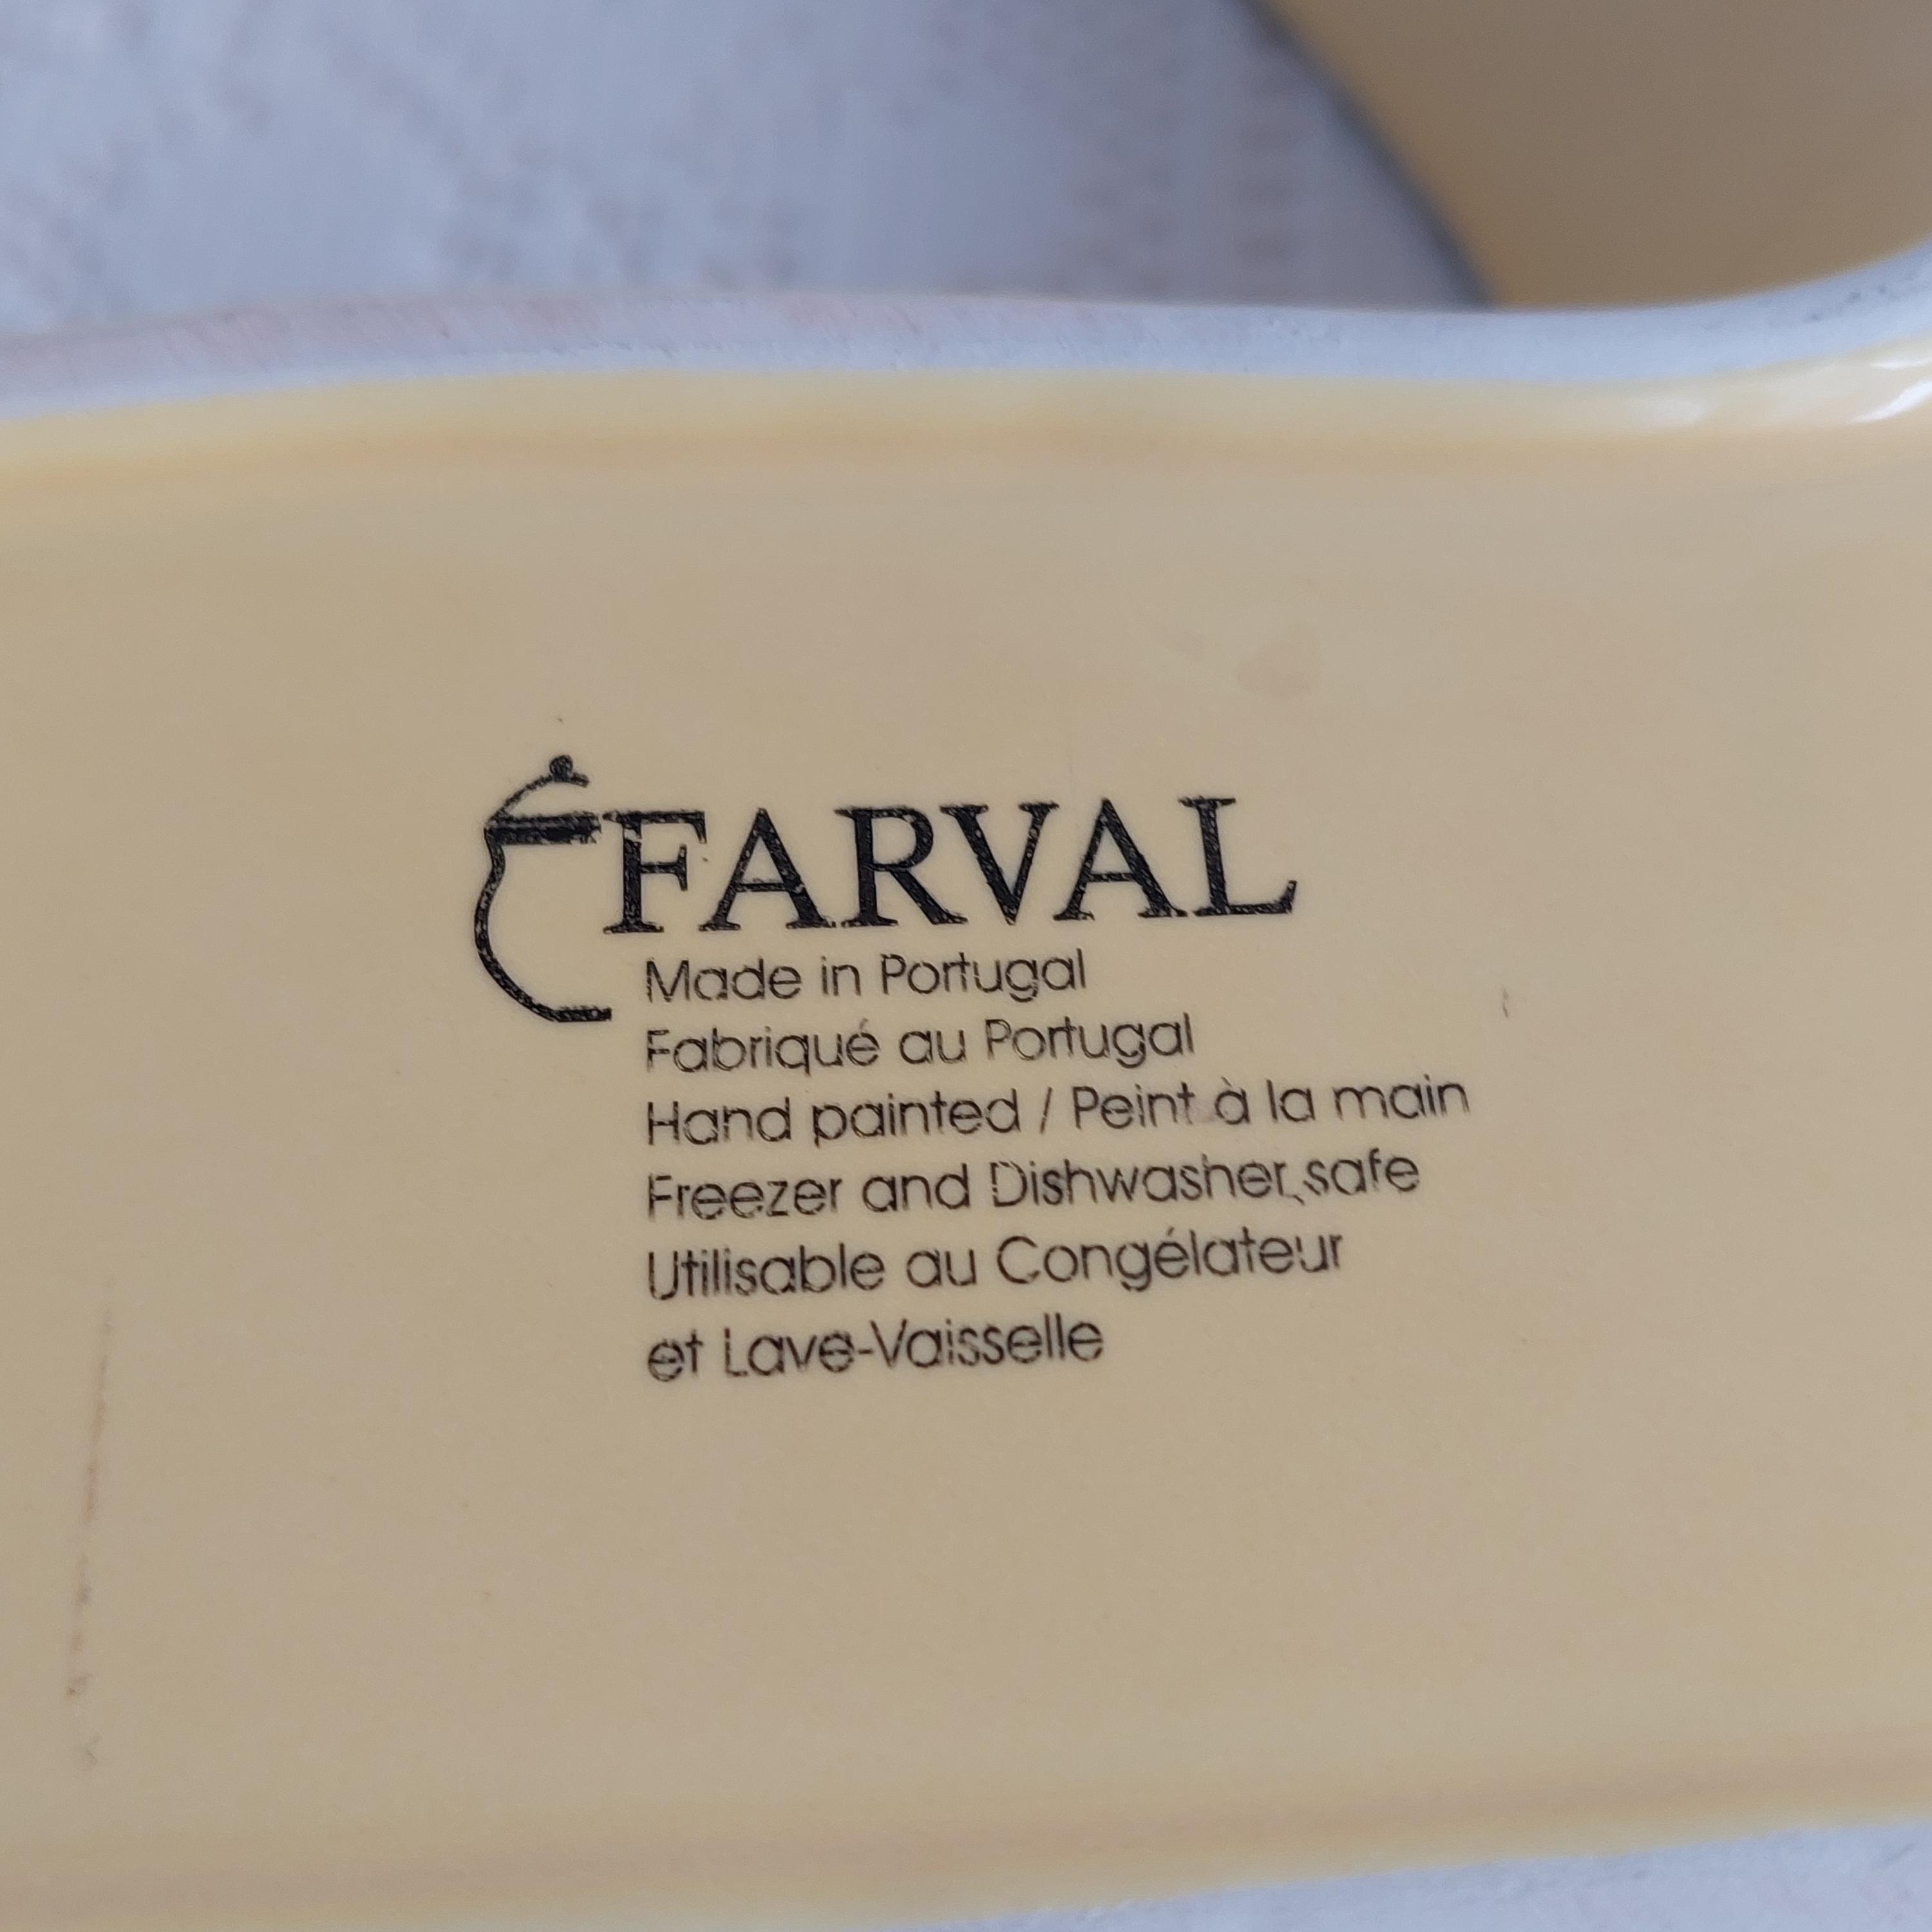 FARVAL
Made in Portugal
Fabriqué au Portugal
Hand painted / Peint à la main
Freezer and Dishwasher safe
Utilisable au Congélateur
et Lave-Vaisselle